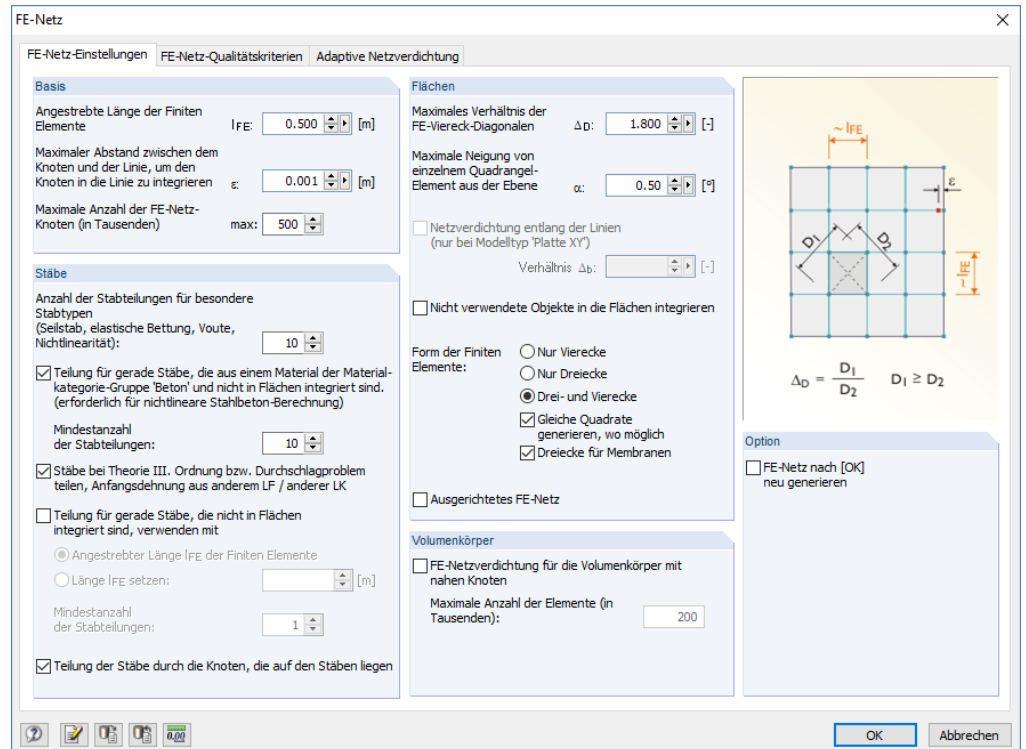 FE-Netz
FE-Netz-Einstellungen FE-Netz-Qualitätskriterien Adaptive Netzverdichtung
Basis
Angestrebte Länge der Finiten
Elemente lFE: 0.500 [m]
Maximaler Abstand zwischen dem
Knoten und der Linie, um den
Knoten in die Linie zu integrieren ε: 0.001 [m]
Maximale Anzahl der FE-Netz-
Knoten (in Tausenden) max: 500
Stäbe
Anzahl der Stabteilungen für besondere
Stabtypen
(Seilstab, elastische Bettung, Voute,
Nichtlinearität): 10
Teilung für gerade Stäbe, die aus einem Material der Material-
kategorie-Gruppe 'Beton' und nicht in Flächen integriert sind.
(erforderlich für nichtlineare Stahlbeton-Berechnung)
Mindestanzahl
der Stabteilungen: 10
Stäbe bei Theorie III. Ordnung bzw. Durchschlagproblem
teilen, Anfangsdehnung aus anderem LF / anderer LK
Teilung für gerade Stäbe, die nicht in Flächen
integriert sind, verwenden mit
Angestrebter Länge lFE der Finiten Elemente
Länge lFE setzen: [m]
Mindestanzahl
der Stabteilungen: 1
Teilung der Stäbe durch die Knoten, die auf den Stäben liegen
Flächen
Maximales Verhältnis der
FE-Viereck-Diagonalen ΔD: 1.800 [-]
Maximale Neigung von
einzelnem Quadrangel-
Element aus der Ebene α: 0.50 [°]
Netzverdichtung entlang der Linien
(nur bei Modelltyp 'Platte XY')
Verhältnis Δb: [-]
Nicht verwendete Objekte in die Flächen integrieren
Form der Finiten
Elemente:
Nur Vierecke
Nur Dreiecke
Drei- und Vierecke
Gleiche Quadrate
generieren, wo möglich
Dreiecke für Membranen
Ausgerichtetes FE-Netz
Volumenkörper
FE-Netzverdichtung für die Volumenkörper mit
nahen Knoten
Maximale Anzahl der Elemente (in
Tausenden): 200
~ lFE
ε
D1 D2
~ lFE
ΔD = D1 / D2 D1 ≥ D2
Option
FE-Netz nach [OK]
neu generieren
0.00
OK Abbrechen